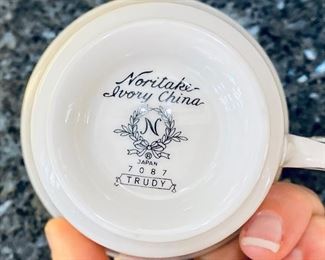 Noritake
Ivory China
N
®
JAPAN
7087
TRUDY